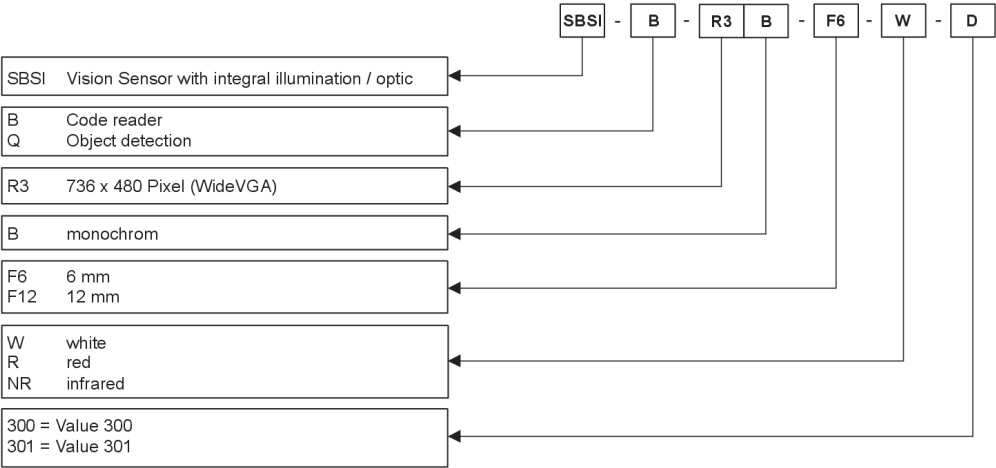 SBSI - B - R3 B - F6 - W - D
SBSI Vision Sensor with integral illumination / optic
B Code reader
Q Object detection
R3 736 x 480 Pixel (WideVGA)
B monochrom
F6 6 mm
F12 12 mm
W white
R red
NR infrared
300 = Value 300
301 = Value 301